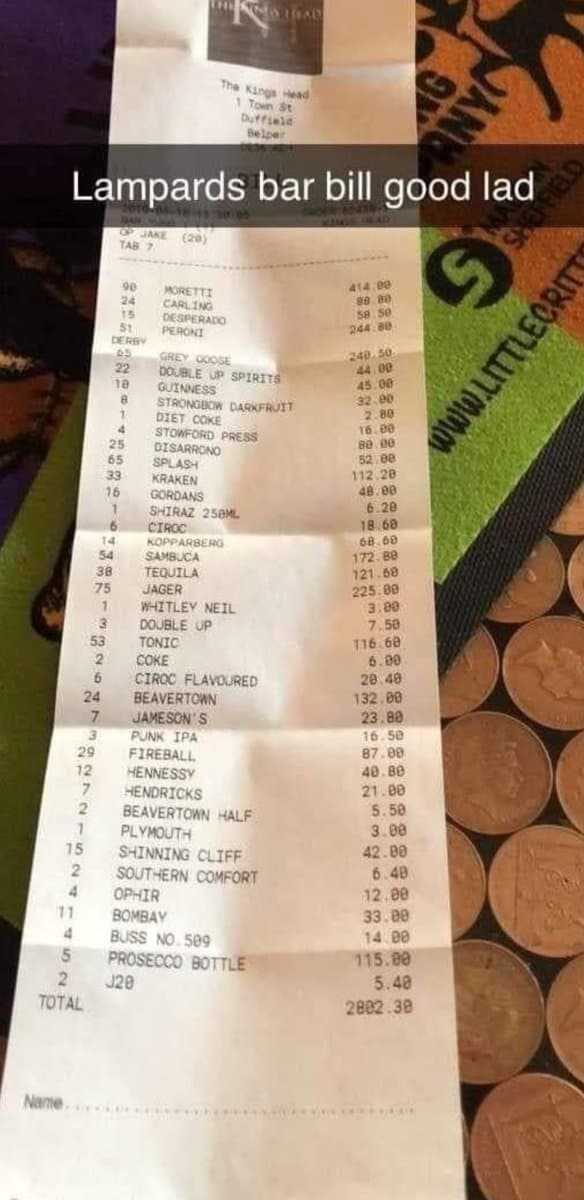 THE KINGS HEAD
The Kings Head
1 Town St
Duffield
Belper
Lampards bar bill good lad
OP JAKE (20)
TAB 7
90 MORETTI 414.00
24 CARLING 80.80
15 DESPERADO 58.50
51 PERONI 244.80
DERBY
65 GREY GOOSE 240.50
22 DOUBLE UP SPIRITS 44.00
10 GUINNESS 45.00
8 STRONGBOW DARKFRUIT 32.00
1 DIET COKE 2.80
4 STOWFORD PRESS 16.00
25 DISARRONO 80.00
65 SPLASH 52.00
33 KRAKEN 112.20
16 GORDANS 48.00
1 SHIRAZ 250ML 6.20
6 CIROC 18.60
14 KOPPARBERG 68.60
54 SAMBUCA 172.80
38 TEQUILA 121.60
75 JAGER 225.00
1 WHITLEY NEIL 3.00
3 DOUBLE UP 7.50
53 TONIC 116.60
2 COKE 6.00
6 CIROC FLAVOURED 20.40
24 BEAVERTOWN 132.00
7 JAMESON'S 23.80
3 PUNK IPA 16.50
29 FIREBALL 87.00
12 HENNESSY 40.80
7 HENDRICKS 21.00
2 BEAVERTOWN HALF 5.50
1 PLYMOUTH 3.00
15 SHINNING CLIFF 42.00
2 SOUTHERN COMFORT 6.40
4 OPHIR 12.00
11 BOMBAY 33.00
4 BUSS NO.509 14.00
5 PROSECCO BOTTLE 115.00
2 J20 5.40
TOTAL 2802.30
Name
SHEFFIELD
WWW.LITTLECRITT